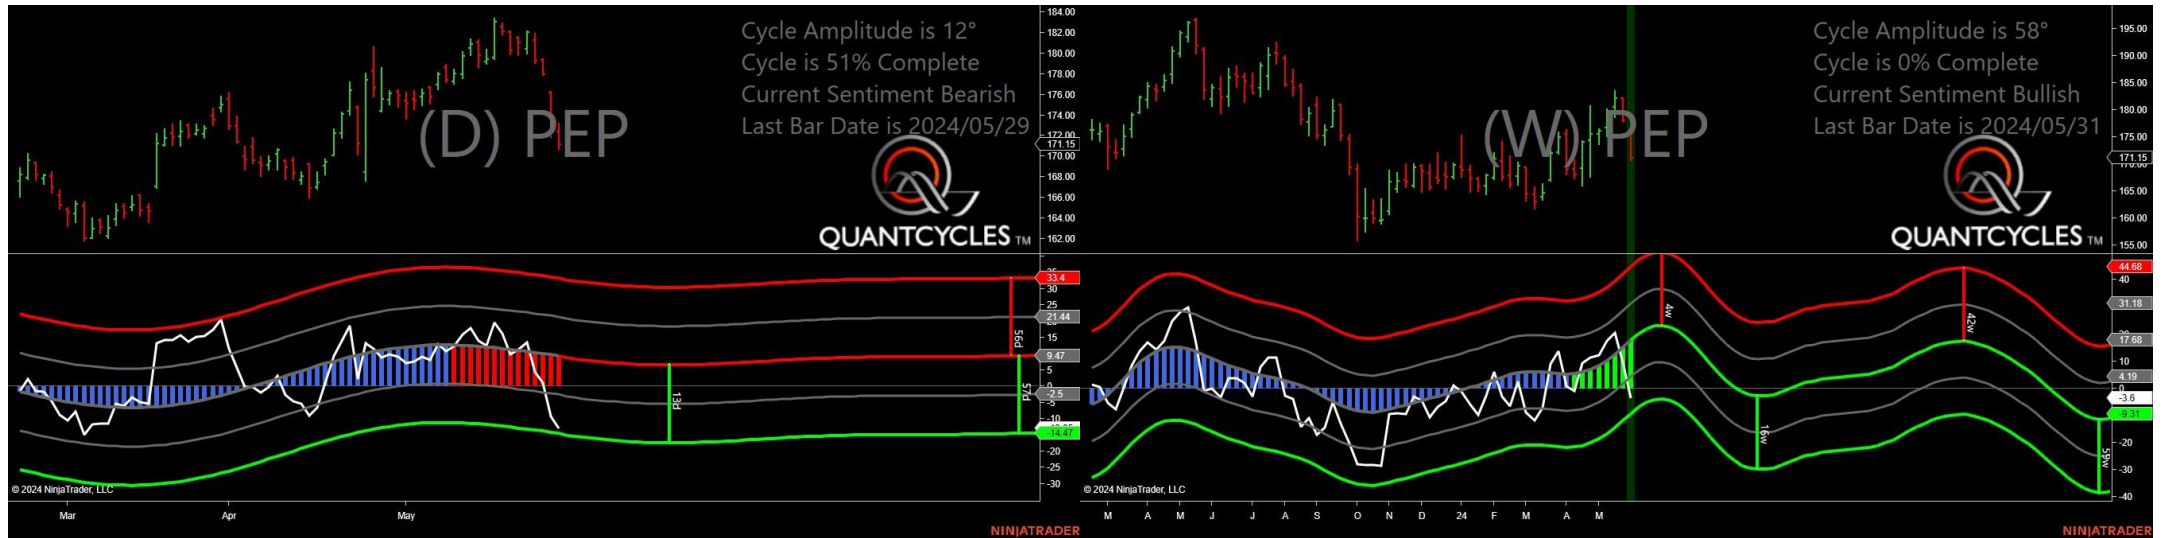 Cycle Amplitude is 12°
Cycle is 51% Complete
Current Sentiment Bearish
Last Bar Date is 2024/05/29
(D) PEP
QUANTCYCLES TM
184.00
182.00
180.00
178.00
176.00
174.00
172.00
171.15
170.00
168.00
166.00
164.00
162.00
33.4
30
25
21.44
15
9.47
5
0
-2.5
-5
-10
-14.47
-20
-25
-30
13d
56d
57d
© 2024 NinjaTrader, LLC
Mar Apr May
NINJATRADER
Cycle Amplitude is 58°
Cycle is 0% Complete
Current Sentiment Bullish
Last Bar Date is 2024/05/31
(W) PEP
QUANTCYCLES TM
195.00
190.00
185.00
180.00
175.00
171.15
170.00
165.00
160.00
155.00
44.68
40
31.18
17.68
10
4.19
0
-3.6
-9.31
-20
-30
-40
4w
16w
42w
59w
© 2024 NinjaTrader, LLC
M A M J J A S O N D 24 F M A M
NINJATRADER